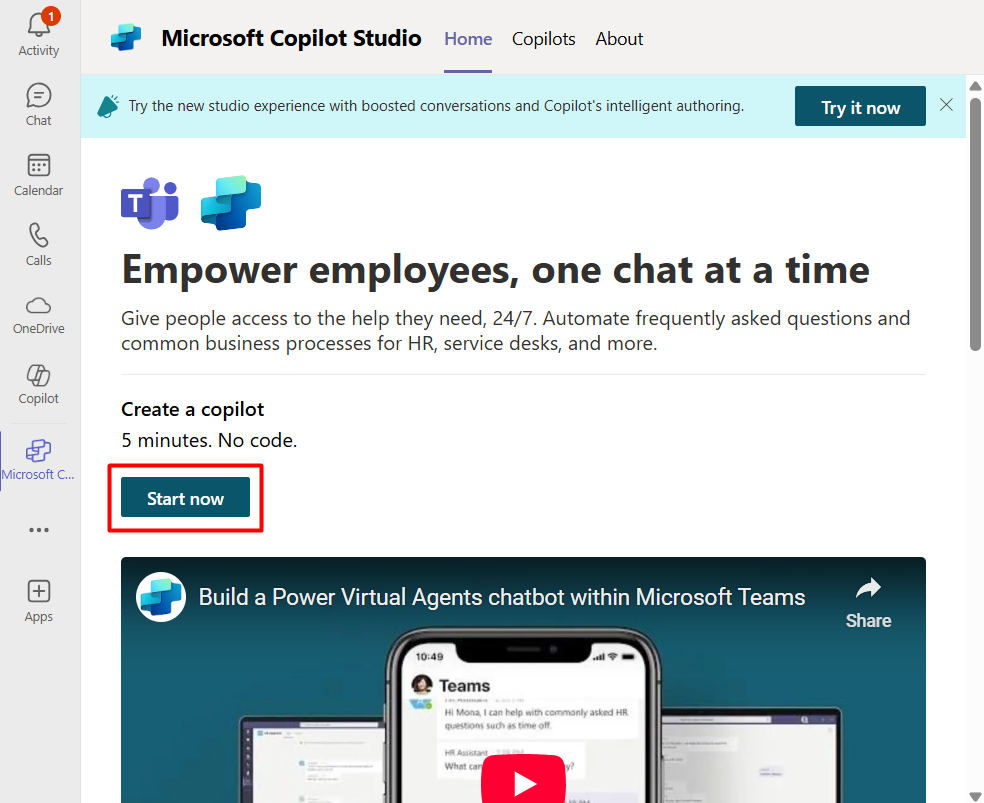 1
Activity
Chat
Calendar
Calls
OneDrive
Copilot
Microsoft C...
Apps
Microsoft Copilot Studio
Home
Copilots
About
Try the new studio experience with boosted conversations and Copilot's intelligent authoring.
Try it now
T
Empower employees, one chat at a time
Give people access to the help they need, 24/7. Automate frequently asked questions and
common business processes for HR, service desks, and more.
Create a copilot
5 minutes. No code.
Start now
Build a Power Virtual Agents chatbot within Microsoft Teams
Share
10:49
Teams
Hi Mona, I can help with commonly asked HR
questions such as time off.
HR Assistant
What can